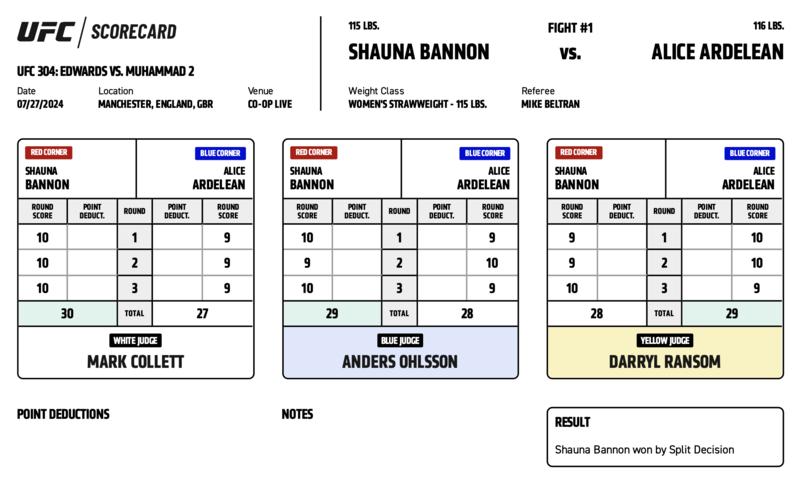 UFC / SCORECARD
UFC 304: EDWARDS VS. MUHAMMAD 2
Date Location Venue
07/27/2024 MANCHESTER, ENGLAND, GBR CO-OP LIVE
115 LBS. FIGHT #1 116 LBS.
SHAUNA BANNON VS. ALICE ARDELEAN
Weight Class Referee
WOMEN'S STRAWWEIGHT - 115 LBS. MIKE BELTRAN
RED CORNER BLUE CORNER
SHAUNA ALICE
BANNON ARDELEAN
ROUND POINT ROUND POINT ROUND
SCORE DEDUCT. DEDUCT. SCORE
10 1 9
10 2 9
10 3 9
30 TOTAL 27
WHITE JUDGE
MARK COLLETT
RED CORNER BLUE CORNER
SHAUNA ALICE
BANNON ARDELEAN
ROUND POINT ROUND POINT ROUND
SCORE DEDUCT. DEDUCT. SCORE
10 1 9
9 2 10
10 3 9
29 TOTAL 28
BLUE JUDGE
ANDERS OHLSSON
RED CORNER BLUE CORNER
SHAUNA ALICE
BANNON ARDELEAN
ROUND POINT ROUND POINT ROUND
SCORE DEDUCT. DEDUCT. SCORE
9 1 10
9 2 10
10 3 9
28 TOTAL 29
YELLOW JUDGE
DARRYL RANSOM
POINT DEDUCTIONS
NOTES
RESULT
Shauna Bannon won by Split Decision